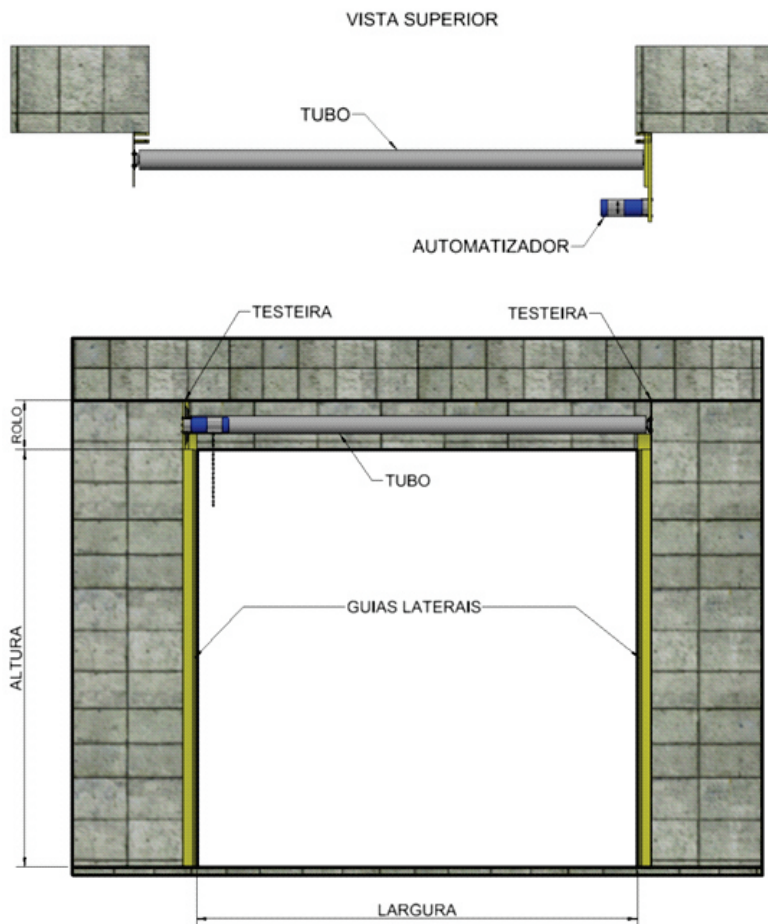 VISTA SUPERIOR
TUBO
AUTOMATIZADOR
TESTEIRA
TESTEIRA
ROLO
TUBO
GUIAS LATERAIS
ALTURA
LARGURA